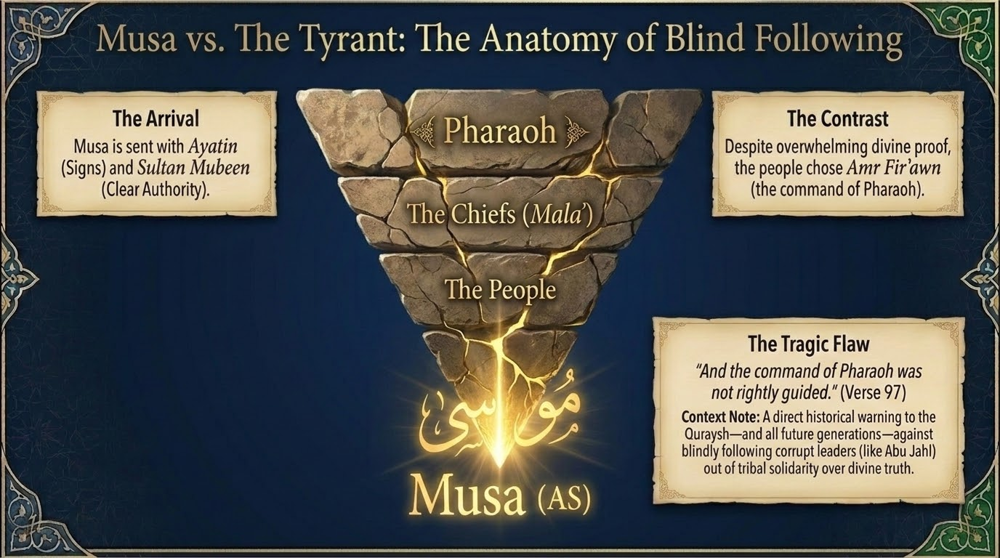 Musa vs. The Tyrant: The Anatomy of Blind Following
The Arrival
Musa is sent with Ayatin
(Signs) and Sultan Mubeen
(Clear Authority).
Pharaoh
The Chiefs (Mala’)
The People
مُوسَى
Musa (AS)
The Contrast
Despite overwhelming divine proof,
the people chose Amr Fir’awn
(the command of Pharaoh).
The Tragic Flaw
“And the command of Pharaoh was
not rightly guided.” (Verse 97)
Context Note: A direct historical warning to the
Quraysh—and all future generations—against
blindly following corrupt leaders (like Abu Jahl)
out of tribal solidarity over divine truth.